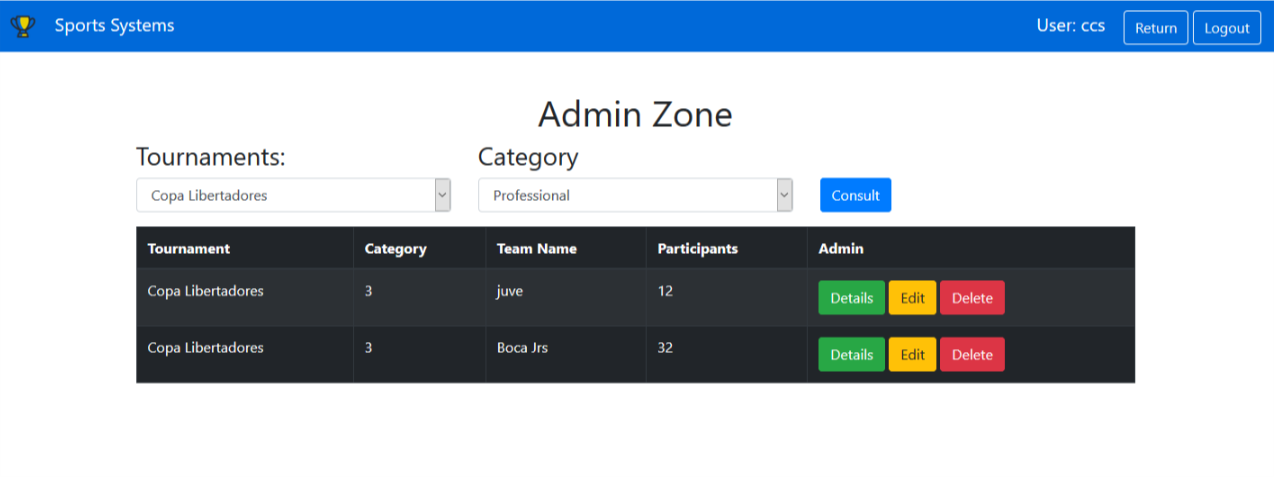 Sports Systems User: ccs Return Logout
Admin Zone
Tournaments: Category
Copa Libertadores Professional Consult
Tournament Category Team Name Participants Admin
Copa Libertadores 3 juve 12 Details Edit Delete
Copa Libertadores 3 Boca Jrs 32 Details Edit Delete